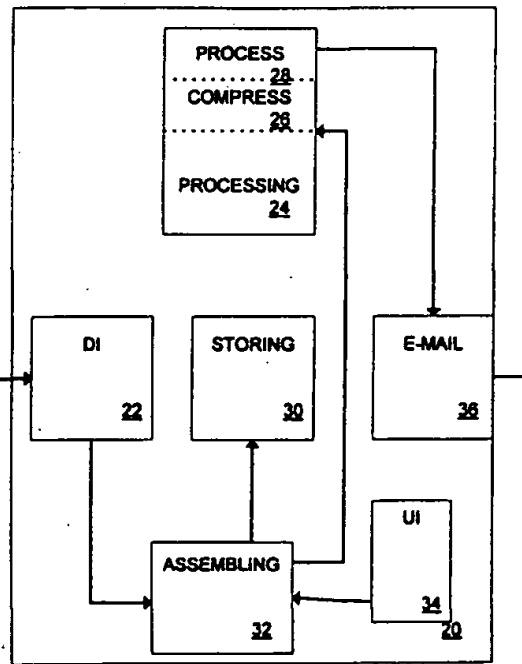 PROCESS
28
COMPRESS
26
PROCESSING
24
DI
22
STORING
30
E-MAIL
36
ASSEMBLING
32
UI
34
20